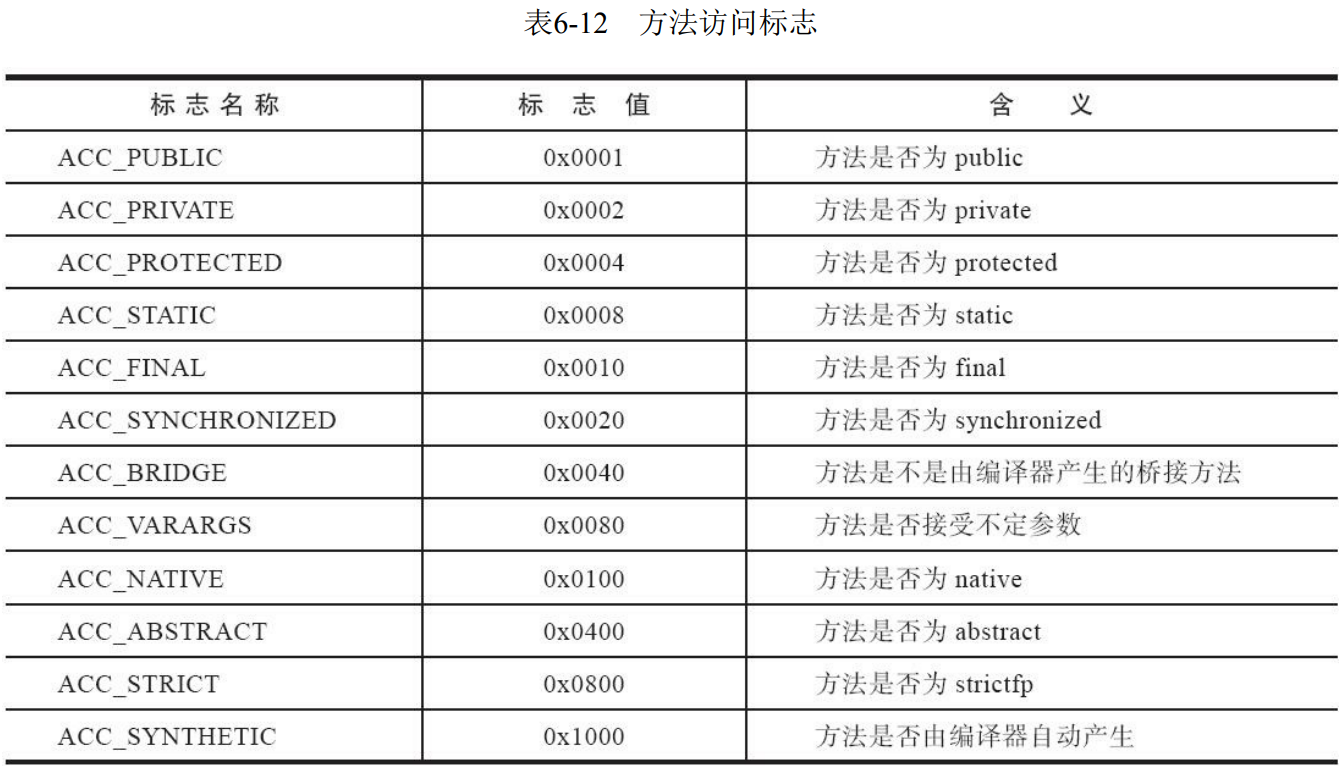 表6-12 方法访问标志
标志名称 标志值 含义
ACC_PUBLIC 0x0001 方法是否为 public
ACC_PRIVATE 0x0002 方法是否为 private
ACC_PROTECTED 0x0004 方法是否为 protected
ACC_STATIC 0x0008 方法是否为 static
ACC_FINAL 0x0010 方法是否为 final
ACC_SYNCHRONIZED 0x0020 方法是否为 synchronized
ACC_BRIDGE 0x0040 方法是不是由编译器产生的桥接方法
ACC_VARARGS 0x0080 方法是否接受不定参数
ACC_NATIVE 0x0100 方法是否为 native
ACC_ABSTRACT 0x0400 方法是否为 abstract
ACC_STRICT 0x0800 方法是否为 strictfp
ACC_SYNTHETIC 0x1000 方法是否由编译器自动产生